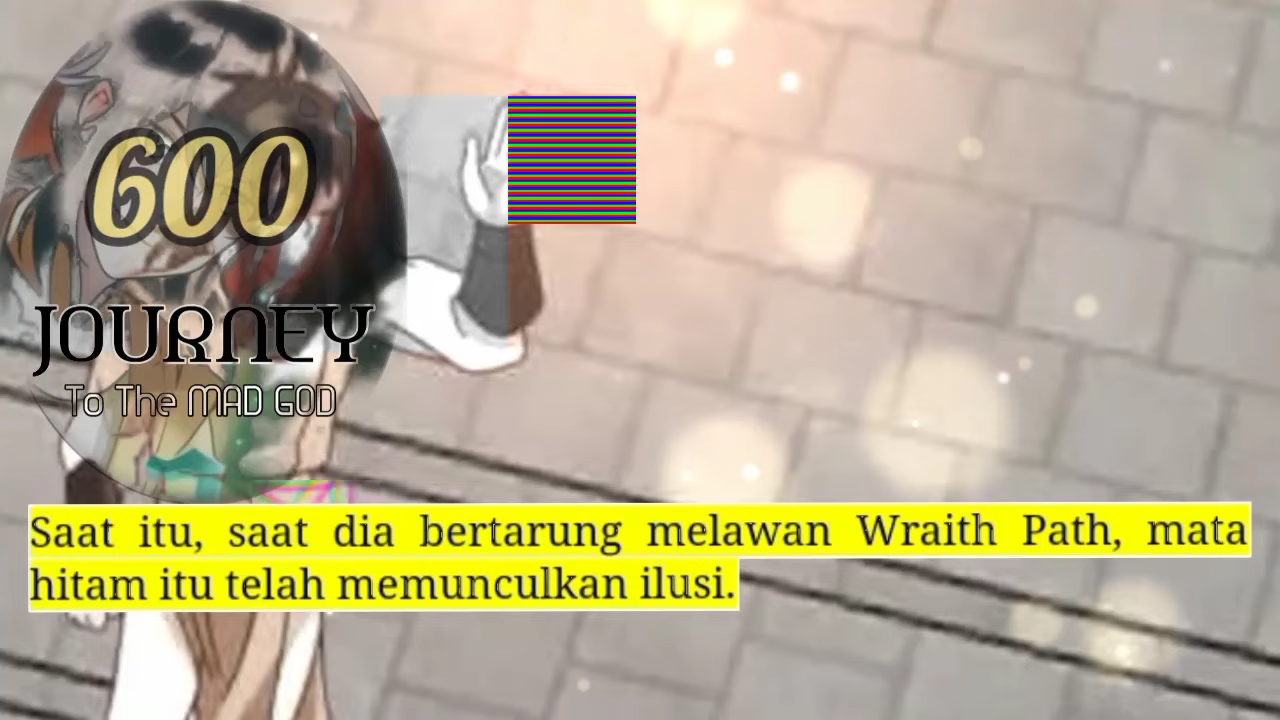 600
JOURNEY
To The MAD GOD
Saat itu, saat dia bertarung melawan Wraith Path, mata
hitam itu telah memunculkan ilusi.